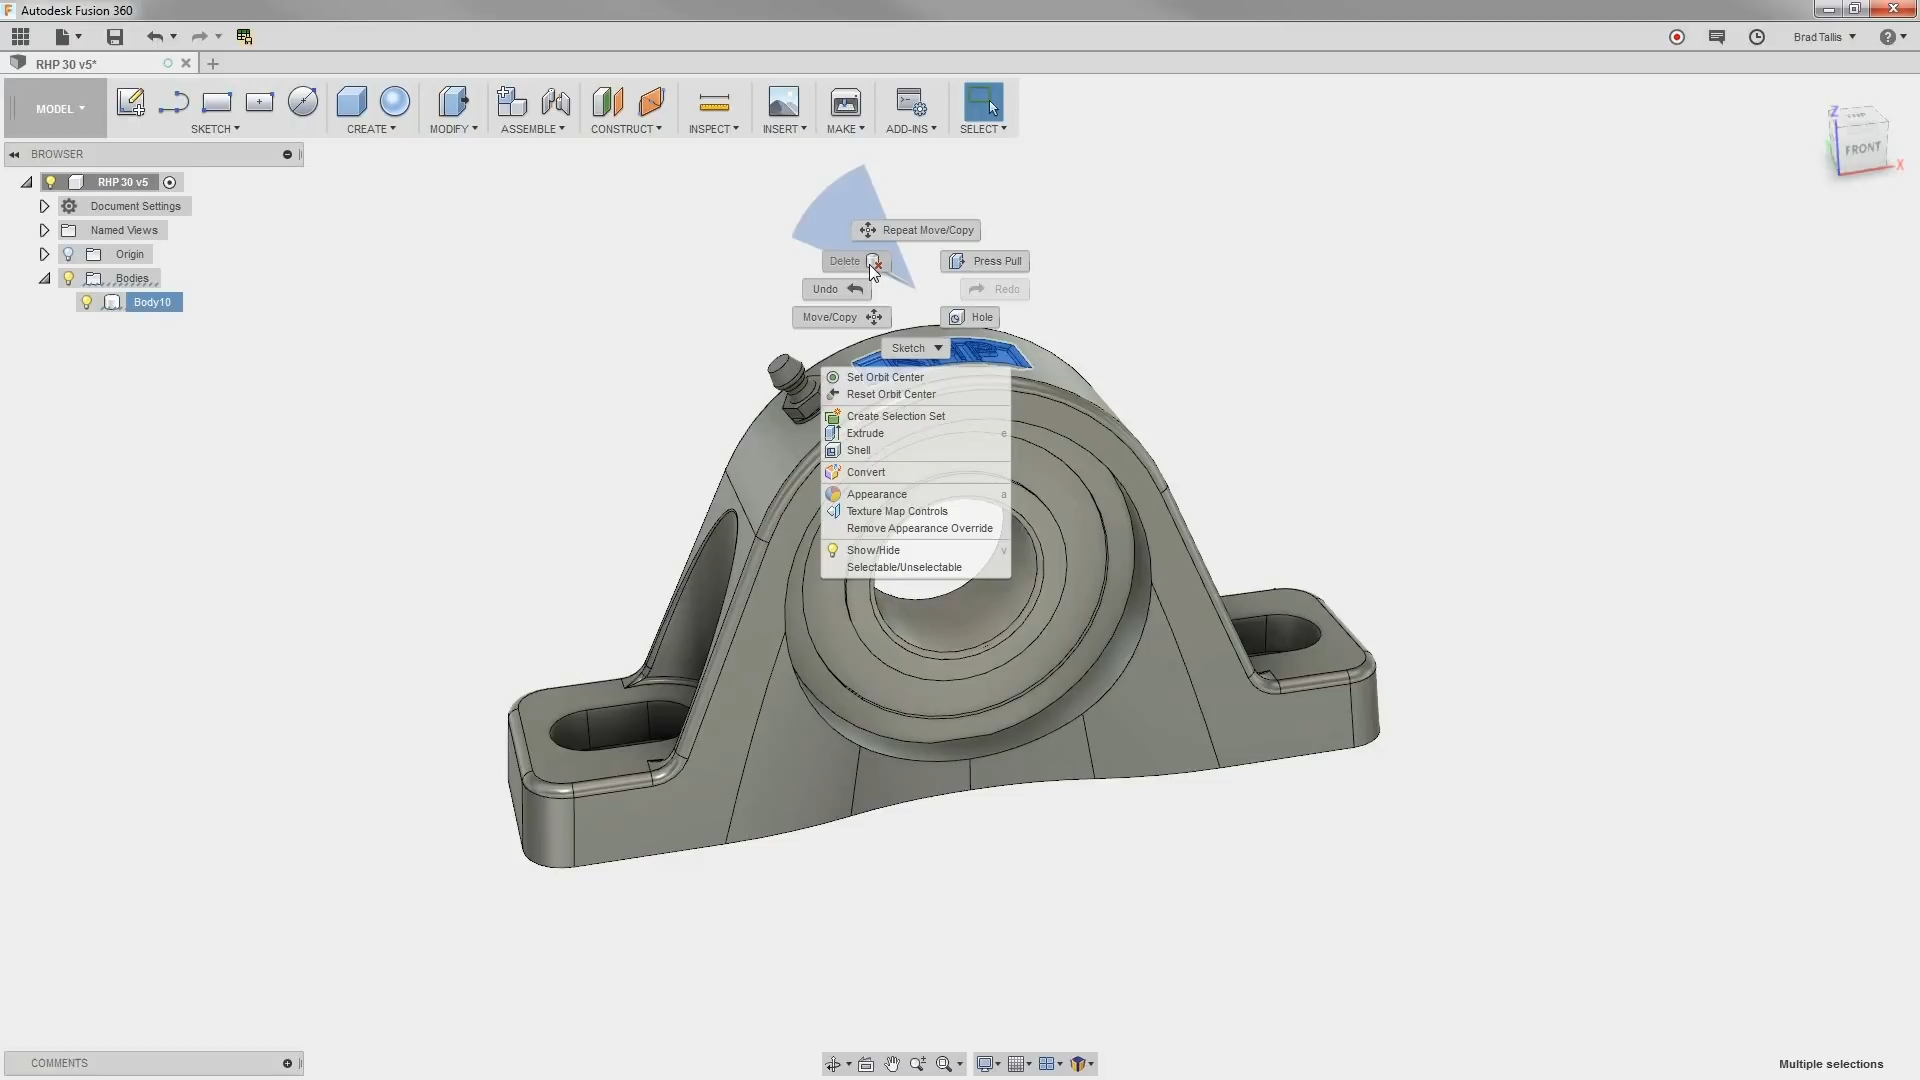 Autodesk Fusion 360
Brad Tallis
RHP 30 v5*
MODEL
SKETCH
CREATE
MODIFY
ASSEMBLE
CONSTRUCT
INSPECT
INSERT
MAKE
ADD-INS
SELECT
BROWSER
RHP 30 v5
Document Settings
Named Views
Origin
Bodies
Body10
Z
FRONT
X
Repeat Move/Copy
Delete
Press Pull
Undo
Redo
Move/Copy
Hole
Sketch
Set Orbit Center
Reset Orbit Center
Create Selection Set
Extrude e
Shell
Convert
Appearance a
Texture Map Controls
Remove Appearance Override
Show/Hide v
Selectable/Unselectable
COMMENTS
Multiple selections